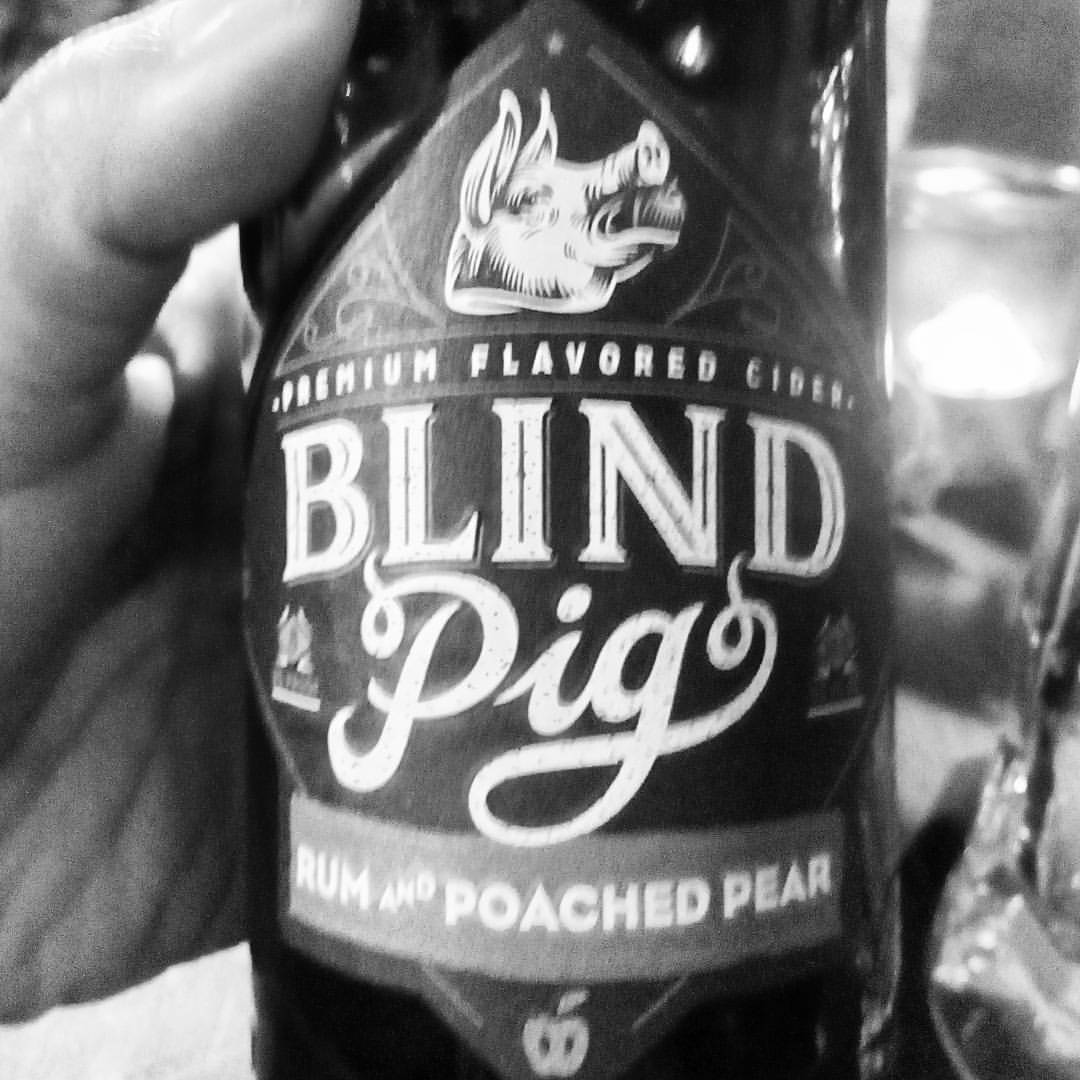 PREMIUM FLAVORED CIDER
BLIND
Pig
RUM AND POACHED PEAR